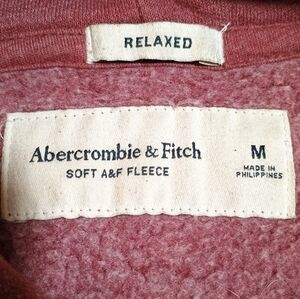 RELAXED
Abercrombie & Fitch
SOFT A&F FLEECE
M
MADE IN
PHILIPPINES